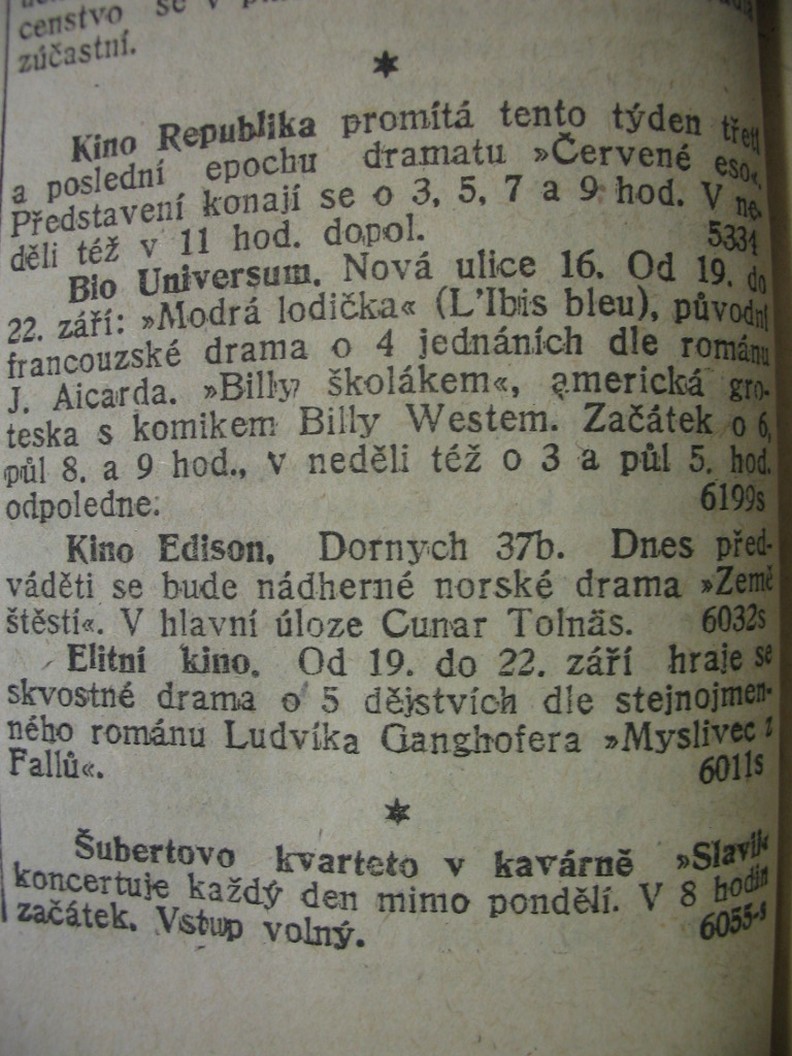 censtvo se v
zúčastní.
*
Kino Republika promítá tento týden třetí
a poslední epochu dramatu »Červené eso«.
Představení konají se o 3, 5, 7 a 9 hod. V ne-
děli též v 11 hod. dopol. 5331
Bio Universum. Nová ulice 16. Od 19. do
22. září: »Modrá lodička« (L'Ibis bleu), původní
francouzské drama o 4 jednáních dle románu
J. Aicarda. »Billy školákem«, americká gro-
teska s komikem Billy Westem. Začátek o 6,
půl 8. a 9 hod., v neděli též o 3 a půl 5. hod.
odpoledne. 6199s
Kino Edison, Dornych 37b. Dnes před-
váděti se bude nádherné norské drama »Země
štěstí«. V hlavní úloze Cunar Tolnäs. 6032s
Elitní kino. Od 19. do 22. září hraje se
skvostné drama o 5 dějstvích dle stejnojmen-
ného románu Ludvíka Ganghofera »Myslivec z
Fallů«. 6011s
*
Šubertovo kvarteto v kavárně »Slavík
koncertuje každý den mimo pondělí. V 8 hodin
začátek. Vstup volný. 6055-s